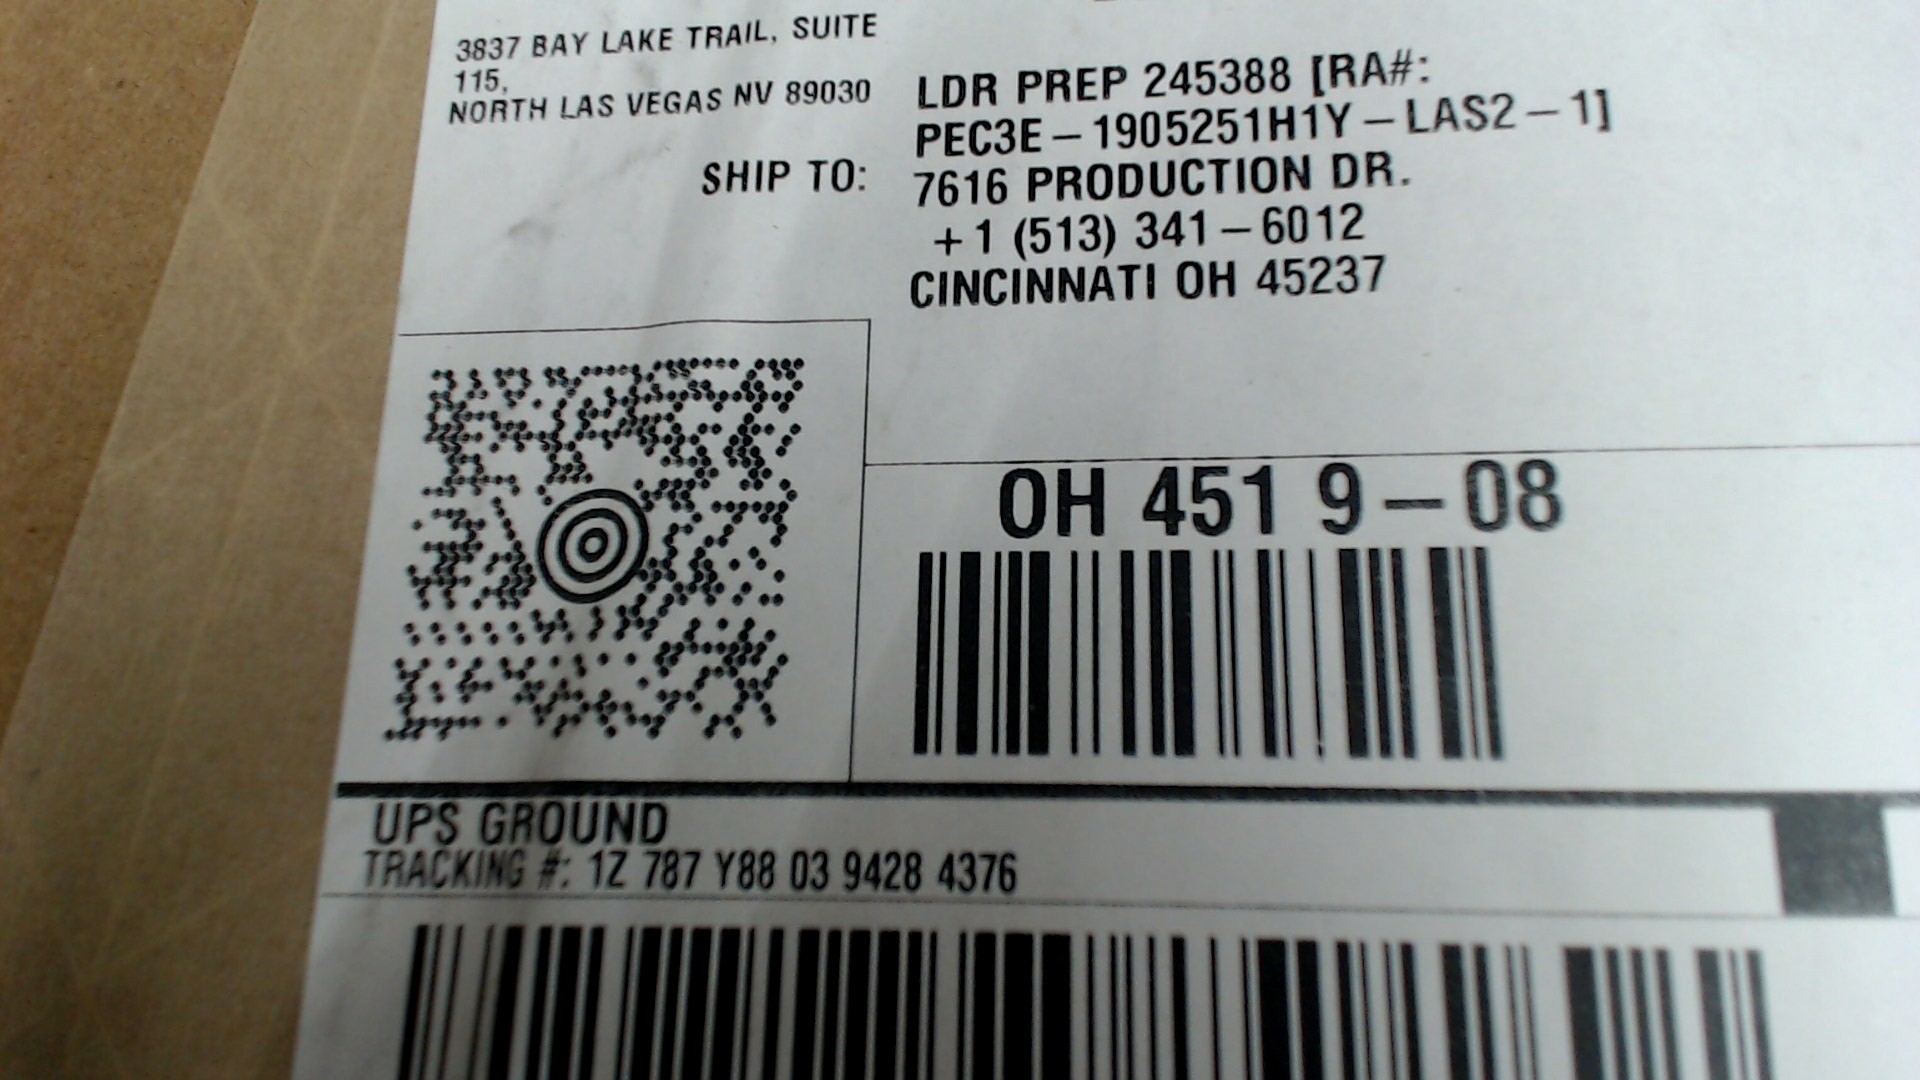 3837 BAY LAKE TRAIL, SUITE
115,
NORTH LAS VEGAS NV 89030
SHIP TO:
LDR PREP 245388 [RA#:
PEC3E-1905251H1Y-LAS2-1]
7616 PRODUCTION DR.
+1 (513) 341-6012
CINCINNATI OH 45237
OH 451 9-08
UPS GROUND
TRACKING #: 1Z 787 Y88 03 9428 4376